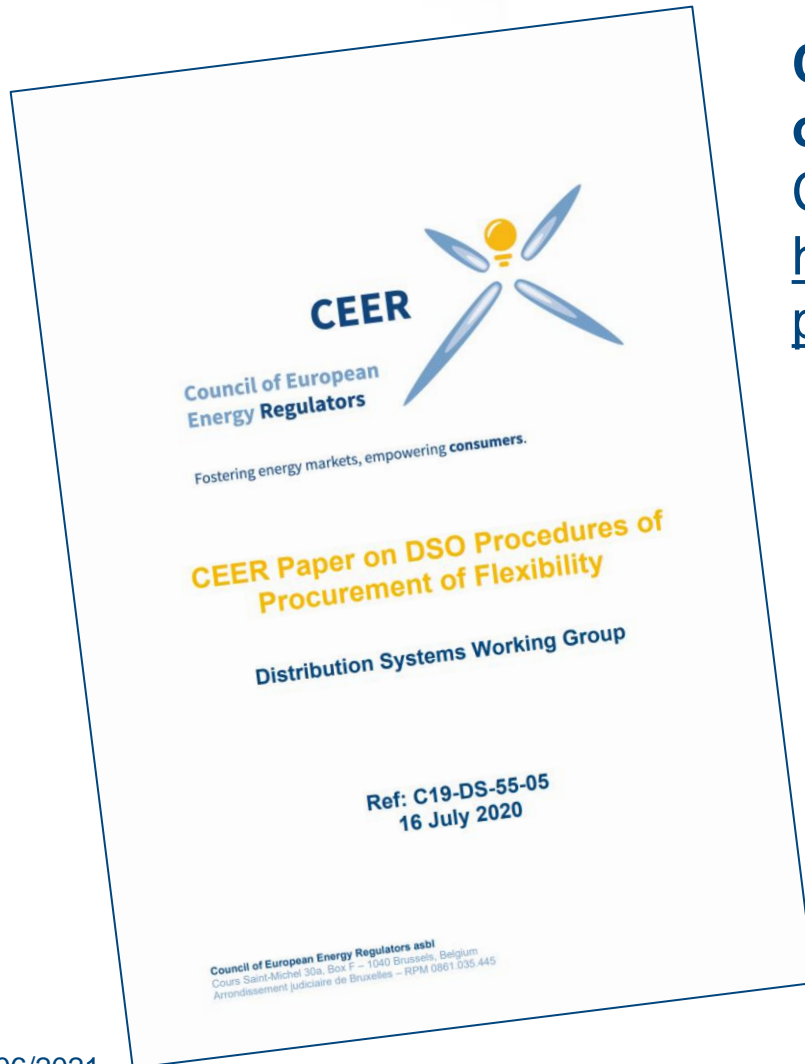 CEER
Council of European
Energy Regulators
Fostering energy markets, empowering consumers.
CEER Paper on DSO Procedures of
Procurement of Flexibility
Distribution Systems Working Group
Ref: C19-DS-55-05
16 July 2020
Council of European Energy Regulators asbl
Cours Saint-Michel 30a, Box F – 1040 Brussels, Belgium
Arrondissement judiciaire de Bruxelles – RPM 0861.035.445
06/2021